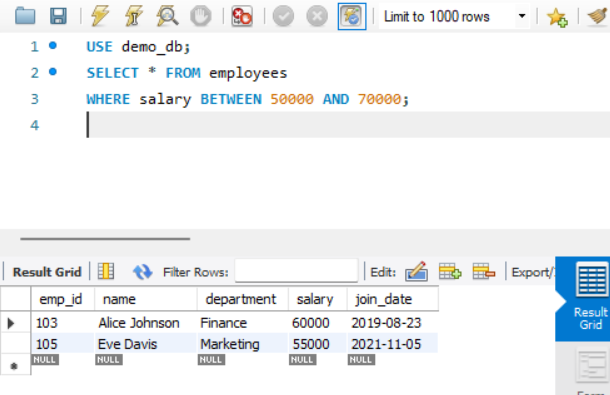 Limit to 1000 rows
1 USE demo_db;
2 SELECT * FROM employees
3 WHERE salary BETWEEN 50000 AND 70000;
4
Result Grid Filter Rows: Edit: Export/
emp_id name department salary join_date
103 Alice Johnson Finance 60000 2019-08-23
105 Eve Davis Marketing 55000 2021-11-05
NULL NULL NULL NULL NULL
Result
Grid